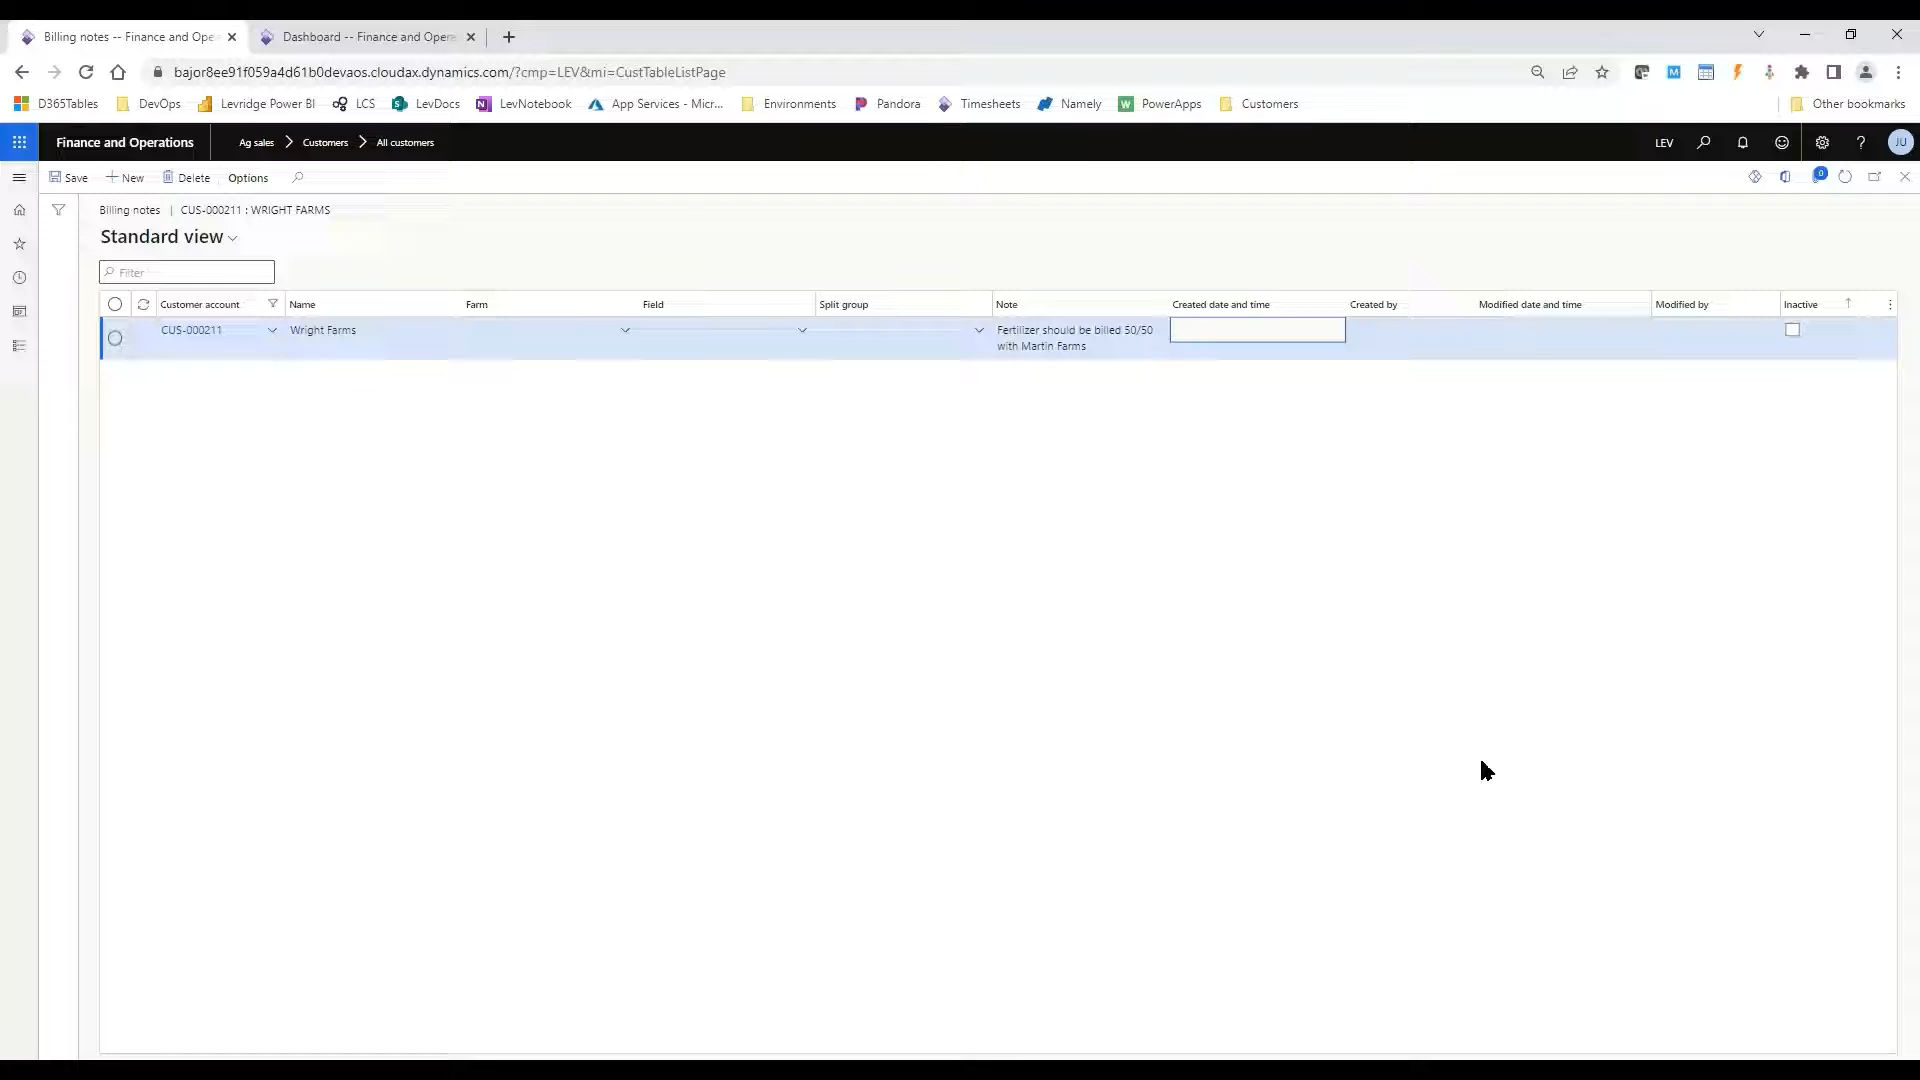 Billing notes -- Finance and Ope
Dashboard -- Finance and Oper
bajor8ee91f059a4d61b0devaos.cloudax.dynamics.com/?cmp=LEV&mi=CustTableListPage
D365Tables DevOps Levridge Power BI LCS LevDocs LevNotebook App Services - Micr... Environments Pandora Timesheets Namely PowerApps Customers Other bookmarks
Finance and Operations Ag sales Customers All customers LEV ? JU
Save New Delete Options 0
Billing notes | CUS-000211 : WRIGHT FARMS
Standard view
Filter
Customer account Name Farm Field Split group Note Created date and time Created by Modified date and time Modified by Inactive
CUS-000211 Wright Farms Fertilizer should be billed 50/50
with Martin Farms